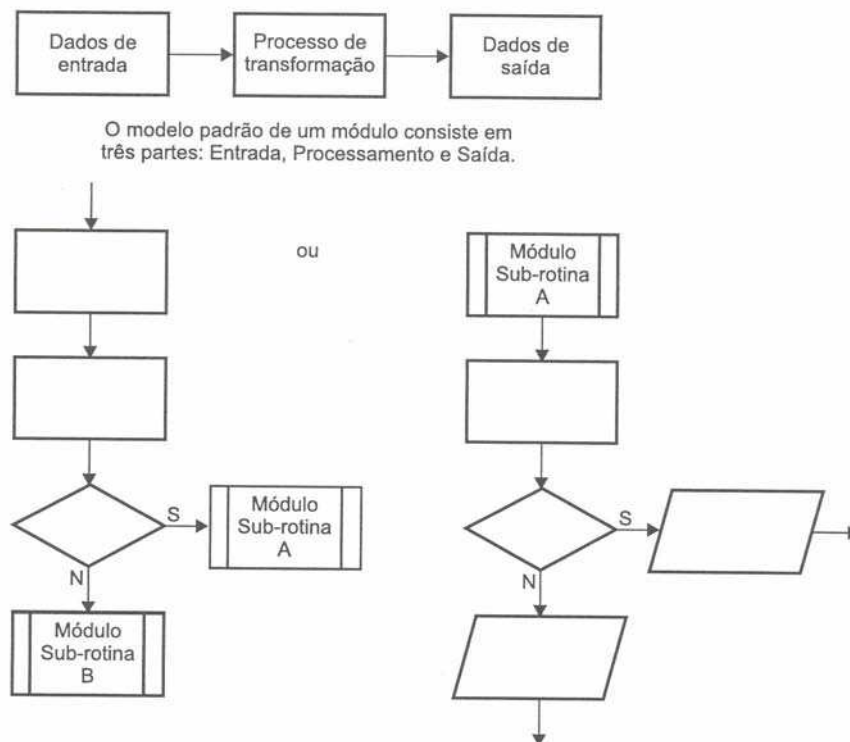 Dados de
entrada
Processo de
transformação
Dados de
saída
O modelo padrão de um módulo consiste em
três partes: Entrada, Processamento e Saída.
ou
Módulo
Sub-rotina
A
S
Módulo
Sub-rotina
A
N
Módulo
Sub-rotina
B
S
N